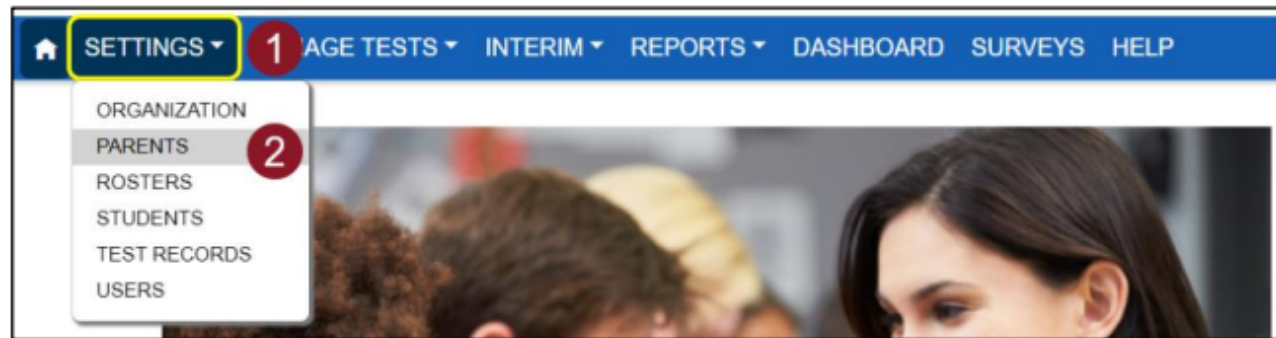 SETTINGS 1 AGE TESTS INTERIM REPORTS DASHBOARD SURVEYS HELP
ORGANIZATION
PARENTS 2
ROSTERS
STUDENTS
TEST RECORDS
USERS